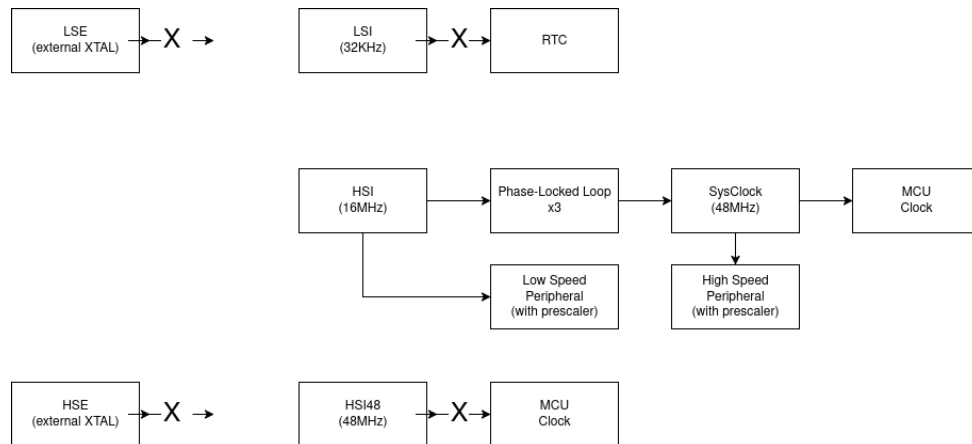 LSE
(external XTAL)
X
LSI
(32KHz)
X
RTC
HSI
(16MHz)
Phase-Locked Loop
x3
SysClock
(48MHz)
MCU
Clock
Low Speed
Peripheral
(with prescaler)
High Speed
Peripheral
(with prescaler)
HSE
(external XTAL)
X
HSI48
(48MHz)
X
MCU
Clock